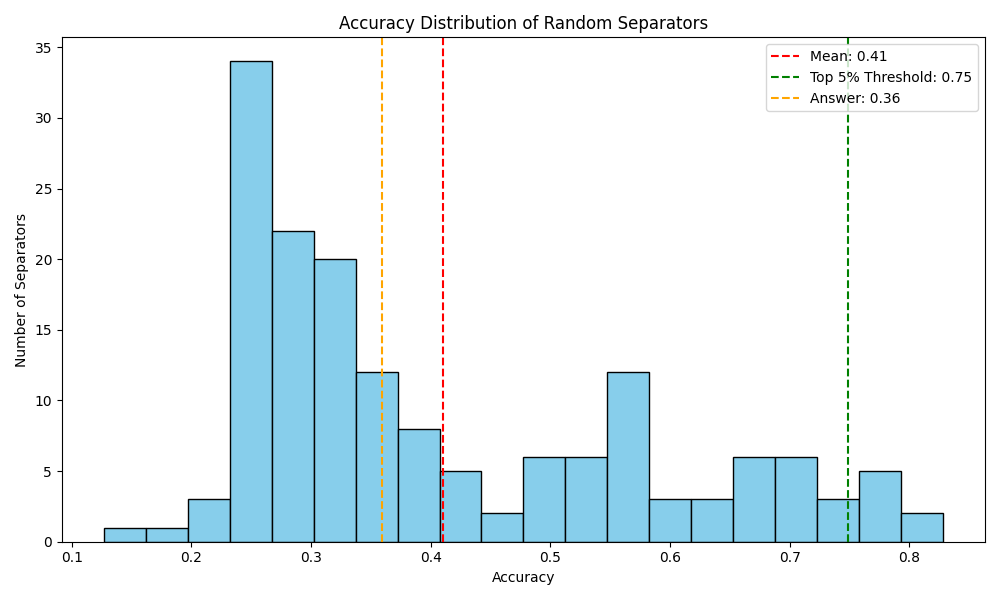 Accuracy Distribution of Random Separators
Mean: 0.41
Top 5% Threshold: 0.75
Answer: 0.36
Number of Separators
35
30
25
20
15
10
5
0
0.1 0.2 0.3 0.4 0.5 0.6 0.7 0.8
Accuracy